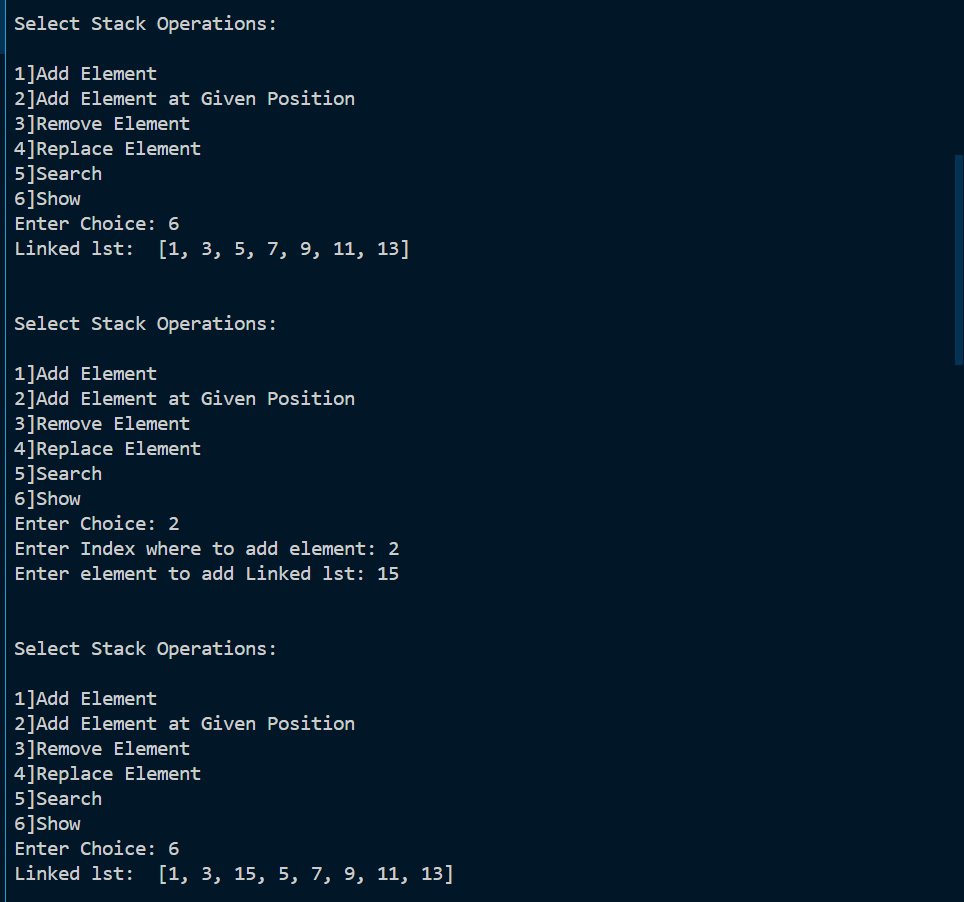 Select Stack Operations:
1]Add Element
2]Add Element at Given Position
3]Remove Element
4]Replace Element
5]Search
6]Show
Enter Choice: 6
Linked lst:  [1, 3, 5, 7, 9, 11, 13]
Select Stack Operations:
1]Add Element
2]Add Element at Given Position
3]Remove Element
4]Replace Element
5]Search
6]Show
Enter Choice: 2
Enter Index where to add element: 2
Enter element to add Linked lst: 15
Select Stack Operations:
1]Add Element
2]Add Element at Given Position
3]Remove Element
4]Replace Element
5]Search
6]Show
Enter Choice: 6
Linked lst:  [1, 3, 15, 5, 7, 9, 11, 13]